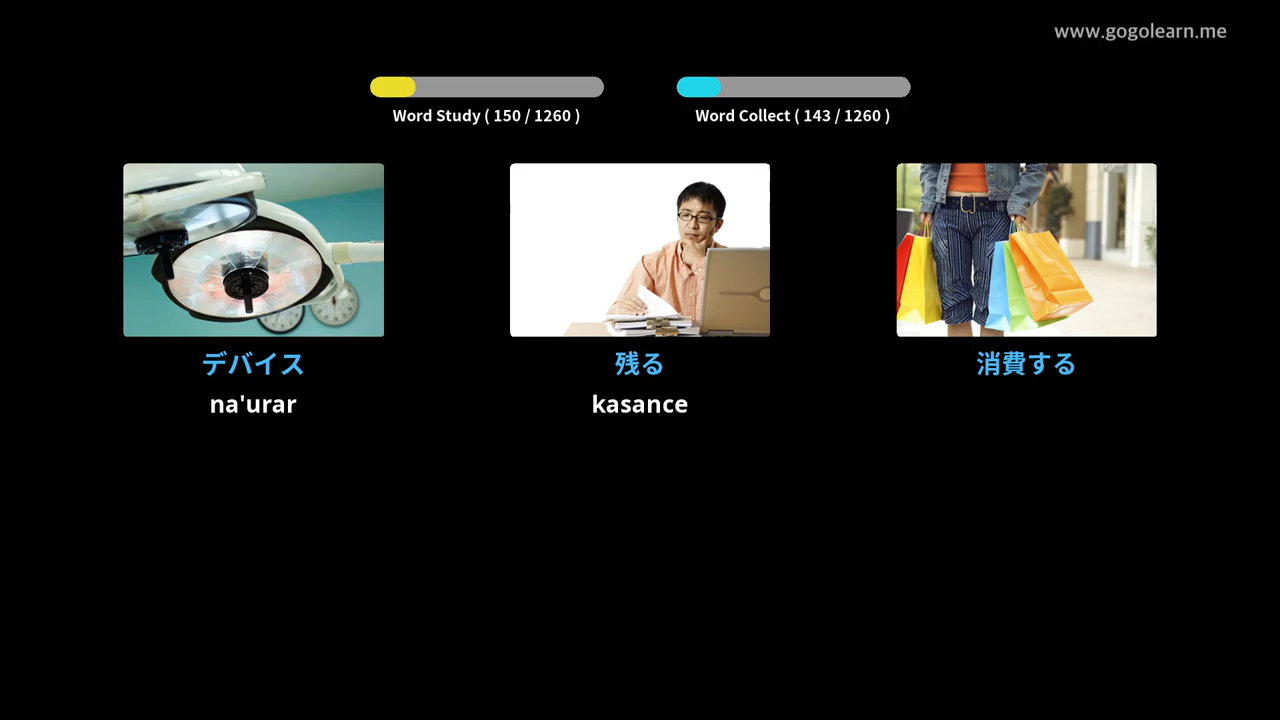 www.gogolearn.me
Word Study ( 150 / 1260 )
Word Collect ( 143 / 1260 )
デバイス
残る
消費する
na'urar
kasance